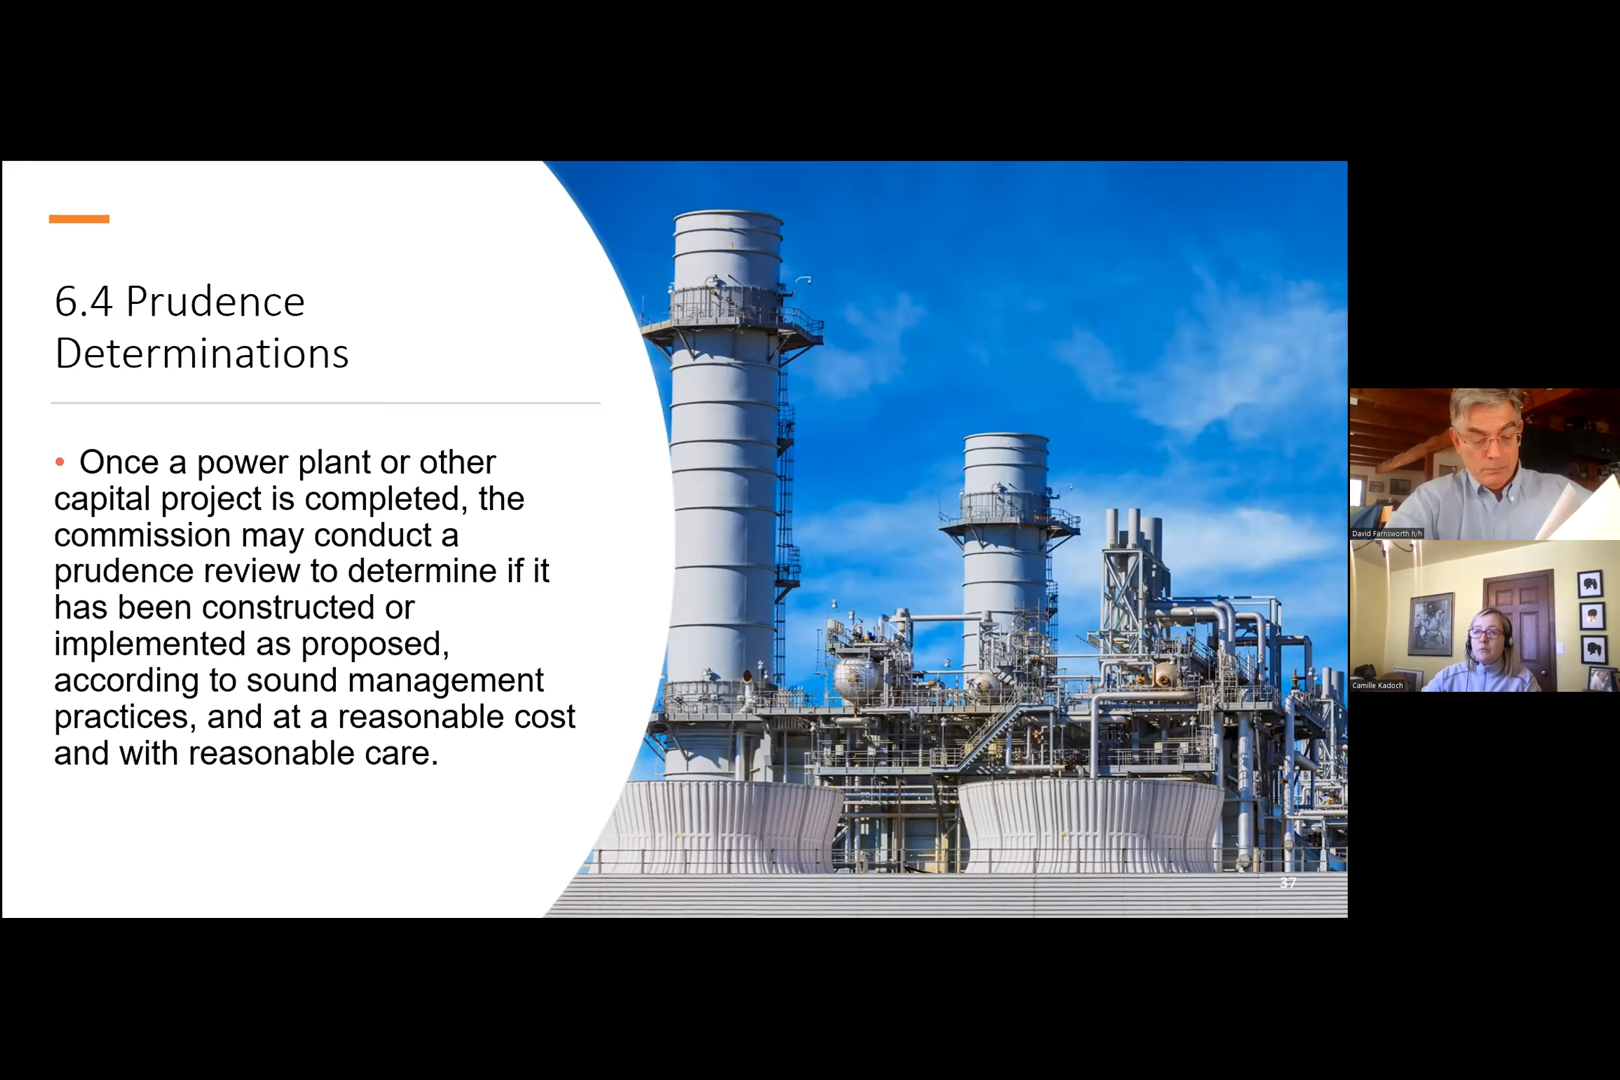 6.4 Prudence
Determinations
• Once a power plant or other
capital project is completed, the
commission may conduct a
prudence review to determine if it
has been constructed or
implemented as proposed,
according to sound management
practices, and at a reasonable cost
and with reasonable care.
37
David Farnsworth h/h
Camille Kadoch